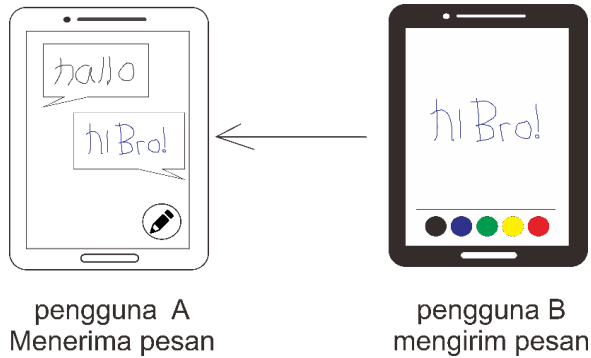 hallo
hI Bro!
hI Bro!
pengguna A
Menerima pesan
pengguna B
mengirim pesan